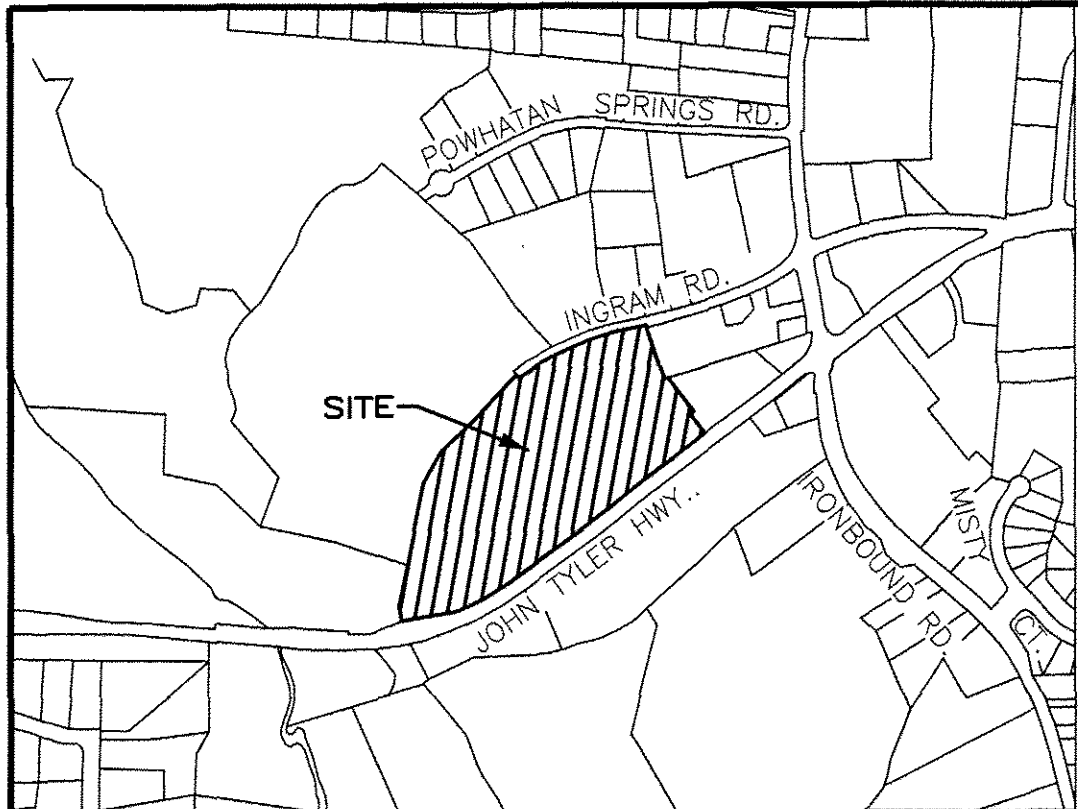 POWHATAN SPRINGS RD.
INGRAM RD.
SITE
JOHN TYLER HWY..
IRONBOUND RD.
MISTY
CT.